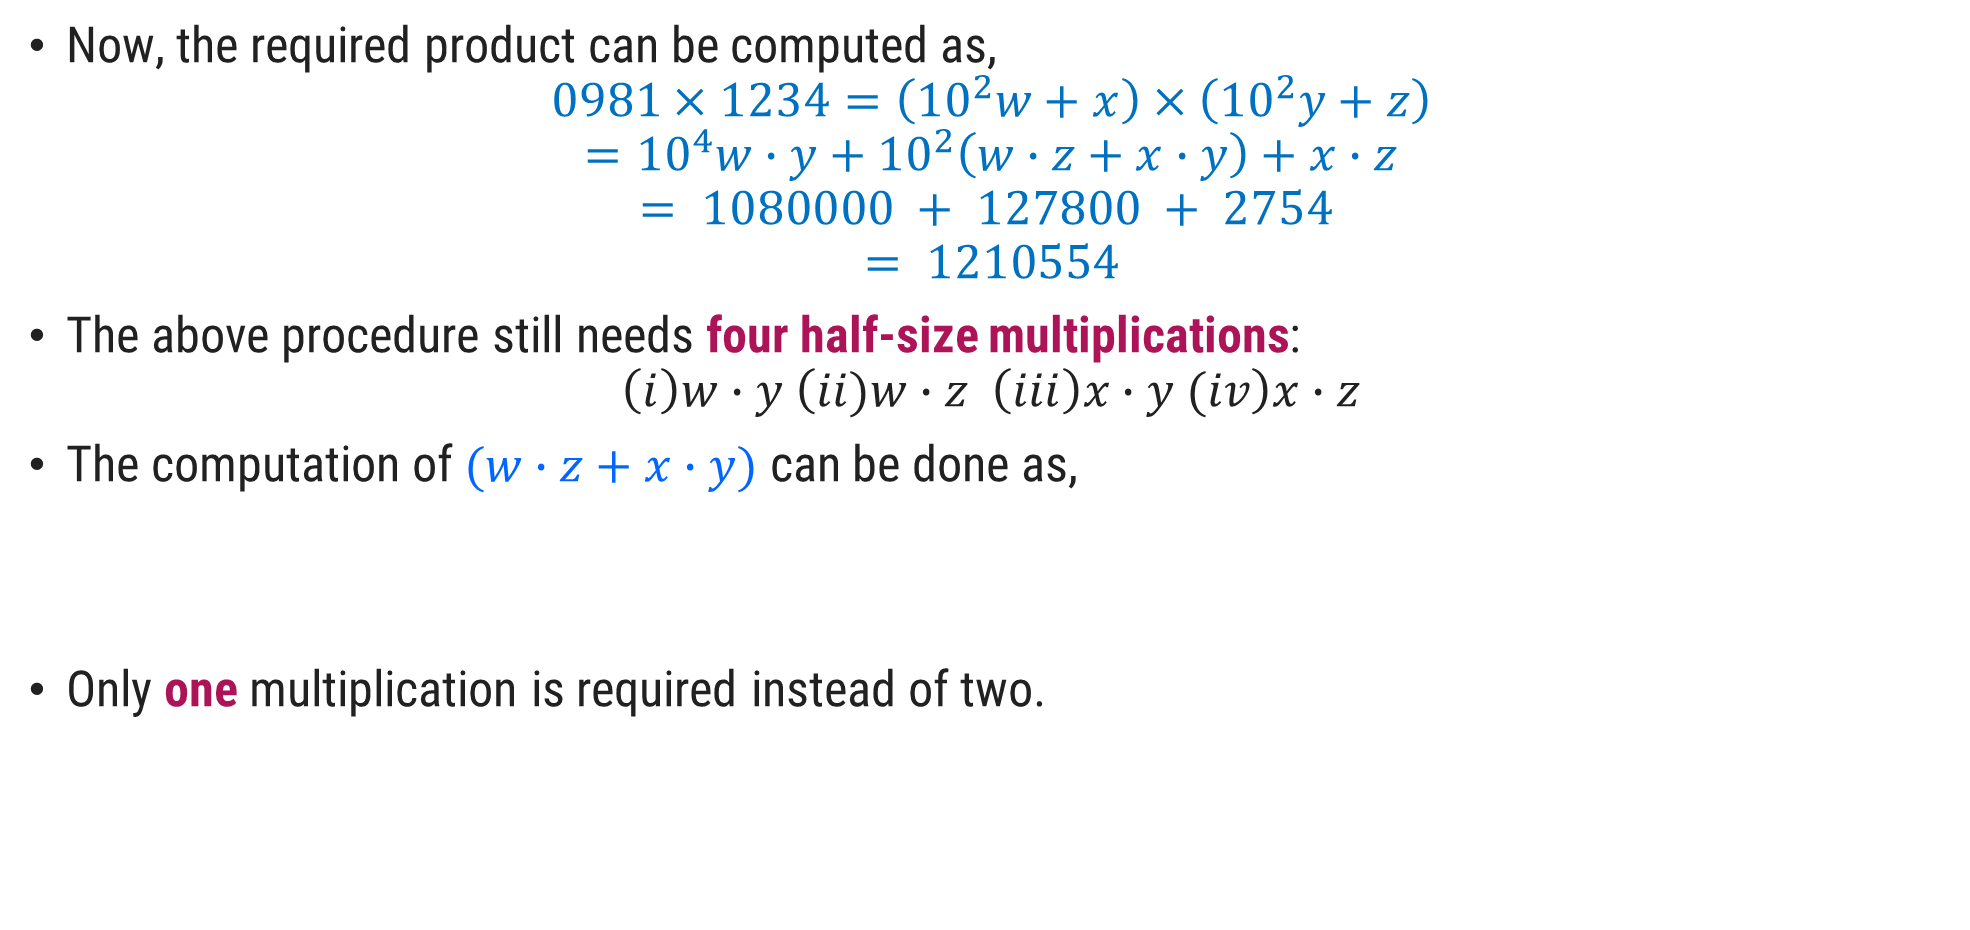 • Now, the required product can be computed as,
0981 × 1234 = (10²w + x) × (10²y + z)
= 10⁴w · y + 10²(w · z + x · y) + x · z
= 1080000 + 127800 + 2754
= 1210554
• The above procedure still needs four half-size multiplications:
(i)w · y (ii)w · z (iii)x · y (iv)x · z
• The computation of (w · z + x · y) can be done as,
• Only one multiplication is required instead of two.